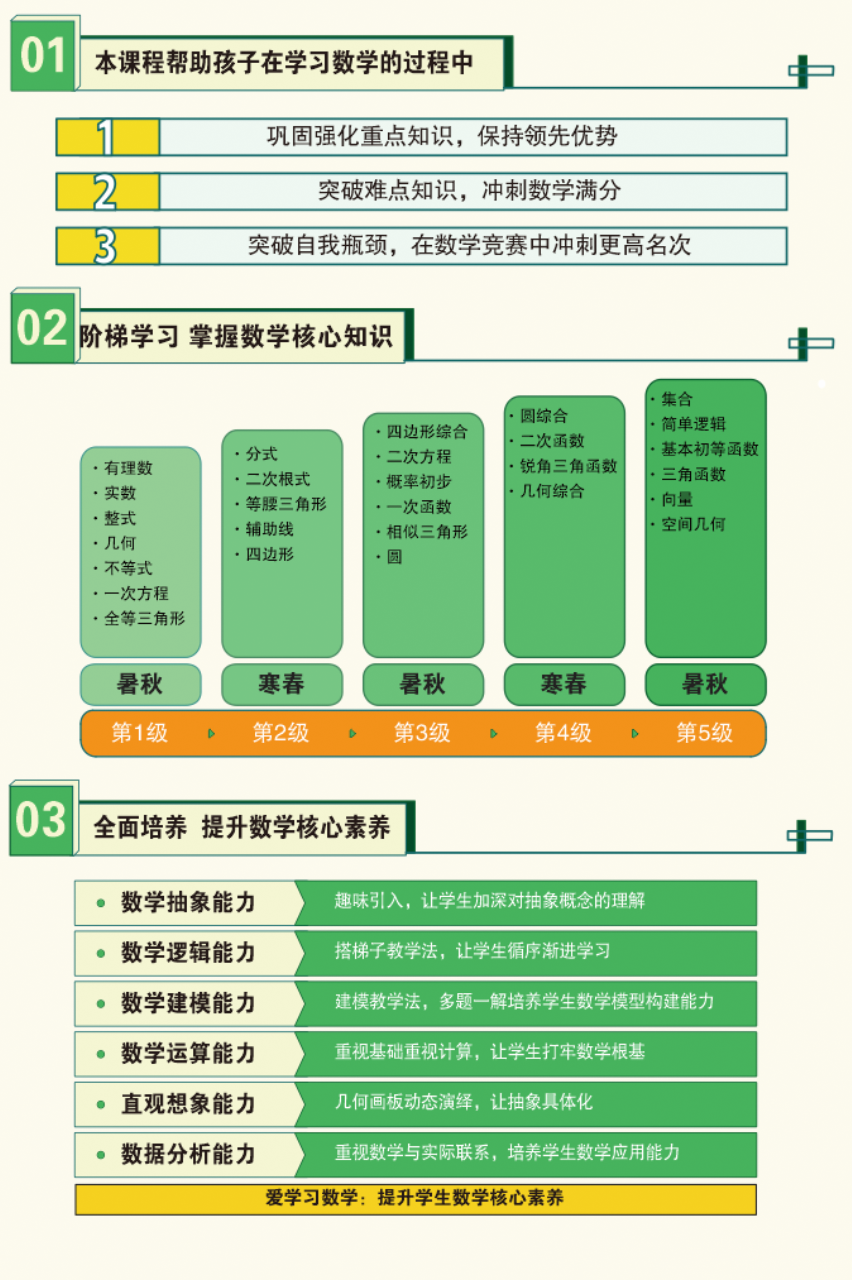 01
本课程帮助孩子在学习数学的过程中
1
巩固强化重点知识，保持领先优势
2
突破难点知识，冲刺数学满分
3
突破自我瓶颈，在数学竞赛中冲刺更高名次
02
阶梯学习 掌握数学核心知识
· 有理数
· 实数
· 整式
· 几何
· 不等式
· 一次方程
· 全等三角形
暑秋
第1级
· 分式
· 二次根式
· 等腰三角形
· 辅助线
· 四边形
寒春
第2级
· 四边形综合
· 二次方程
· 概率初步
· 一次函数
· 相似三角形
· 圆
暑秋
第3级
· 圆综合
· 二次函数
· 锐角三角函数
· 几何综合
寒春
第4级
· 集合
· 简单逻辑
· 基本初等函数
· 三角函数
· 向量
· 空间几何
暑秋
第5级
03
全面培养 提升数学核心素养
• 数学抽象能力
趣味引入，让学生加深对抽象概念的理解
• 数学逻辑能力
搭梯子教学法，让学生循序渐进学习
• 数学建模能力
建模教学法，多题一解培养学生数学模型构建能力
• 数学运算能力
重视基础重视计算，让学生打牢数学根基
• 直观想象能力
几何画板动态演绎，让抽象具体化
• 数据分析能力
重视数学与实际联系，培养学生数学应用能力
爱学习数学：提升学生数学核心素养